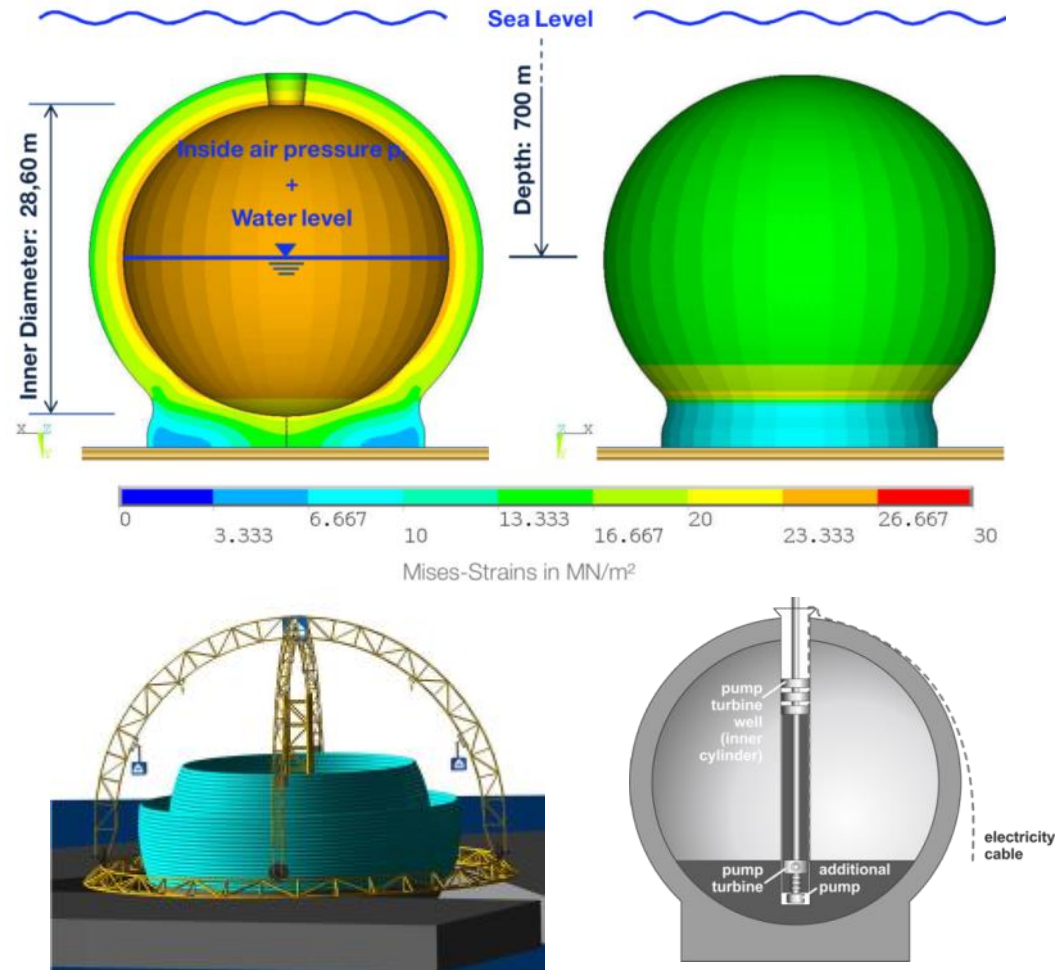 Sea Level
Inner Diameter: 28,60 m
Inside air pressure p
+
Water level
Depth: 700 m
X Z
Y
Z X
Y
0 6.667 13.333 20 26.667
3.333 10 16.667 23.333 30
Mises-Strains in MN/m²
pump
turbine
well
(inner
cylinder)
electricity
cable
pump
turbine
additional
pump